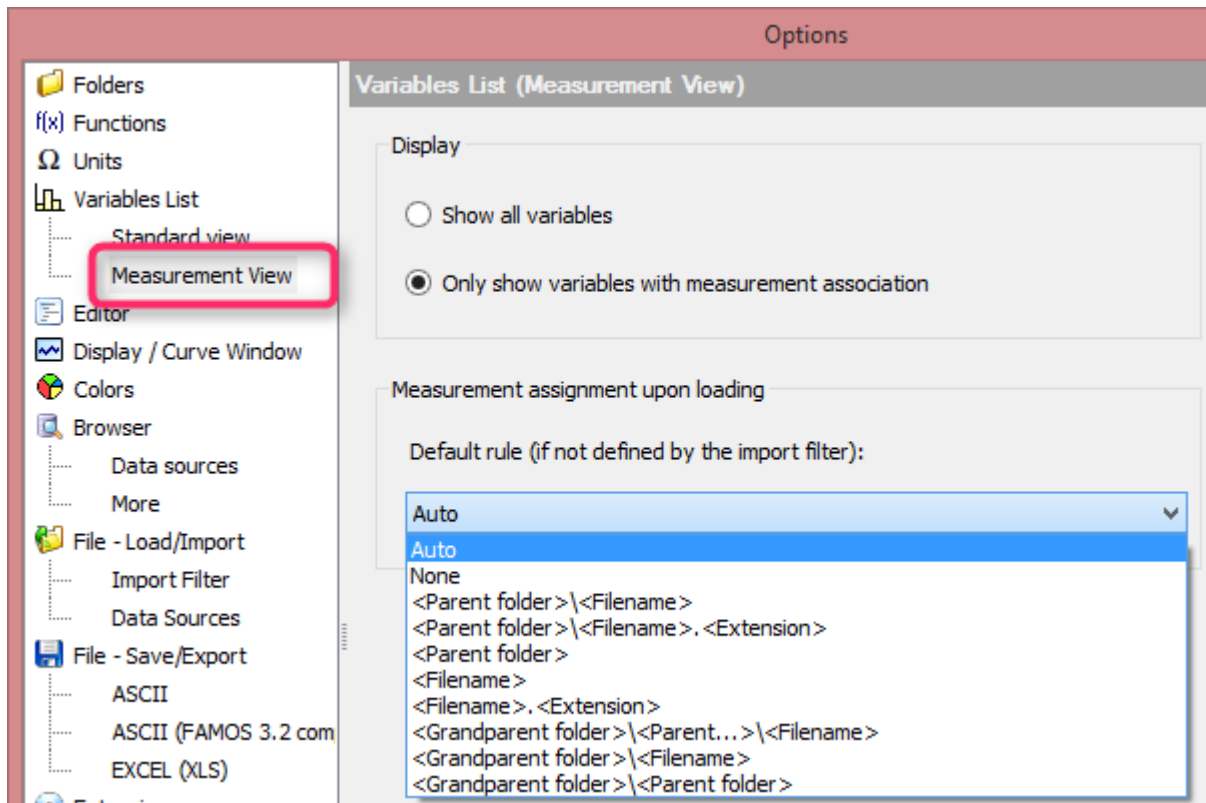 Options
Folders
f(x) Functions
Ω Units
Variables List
Standard view
Measurement View
Editor
Display / Curve Window
Colors
Browser
Data sources
More
File - Load/Import
Import Filter
Data Sources
File - Save/Export
ASCII
ASCII (FAMOS 3.2 com
EXCEL (XLS)
Variables List (Measurement View)
Display
Show all variables
Only show variables with measurement association
Measurement assignment upon loading
Default rule (if not defined by the import filter):
Auto
Auto
None
<Parent folder>\<Filename>
<Parent folder>\<Filename>.<Extension>
<Parent folder>
<Filename>
<Filename>.<Extension>
<Grandparent folder>\<Parent...>\<Filename>
<Grandparent folder>\<Filename>
<Grandparent folder>\<Parent folder>